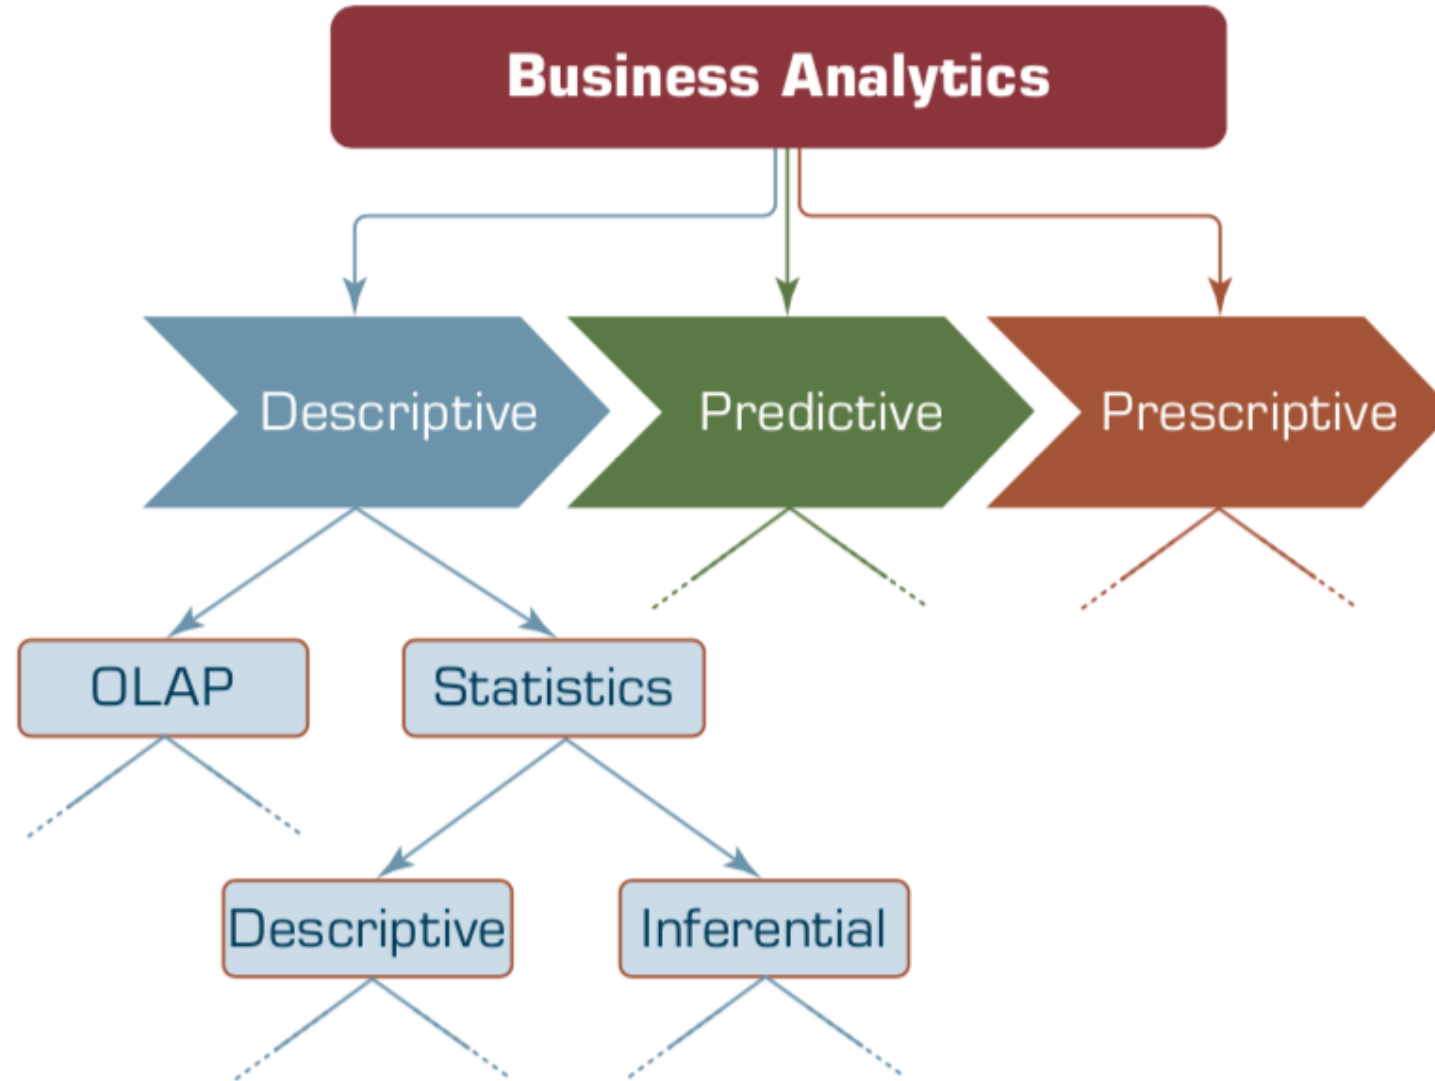 Business Analytics
Descriptive
Predictive
Prescriptive
OLAP
Statistics
Descriptive
Inferential